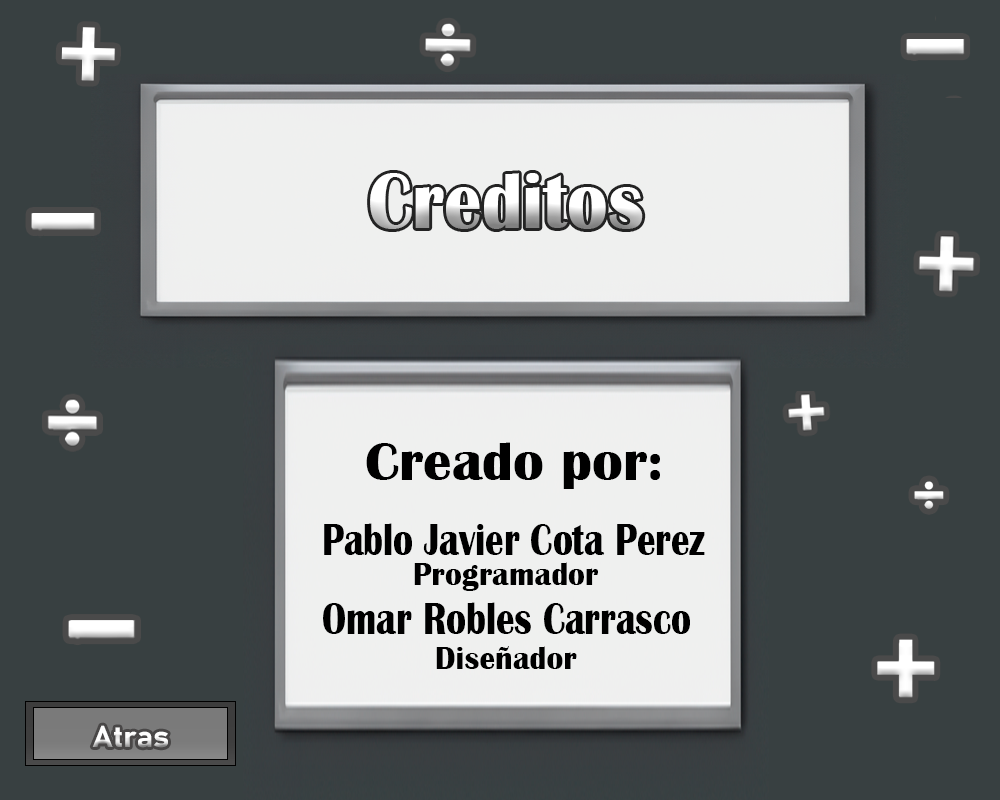 Creditos
Creado por:
Pablo Javier Cota Perez
Programador
Omar Robles Carrasco
Diseñador
Atras